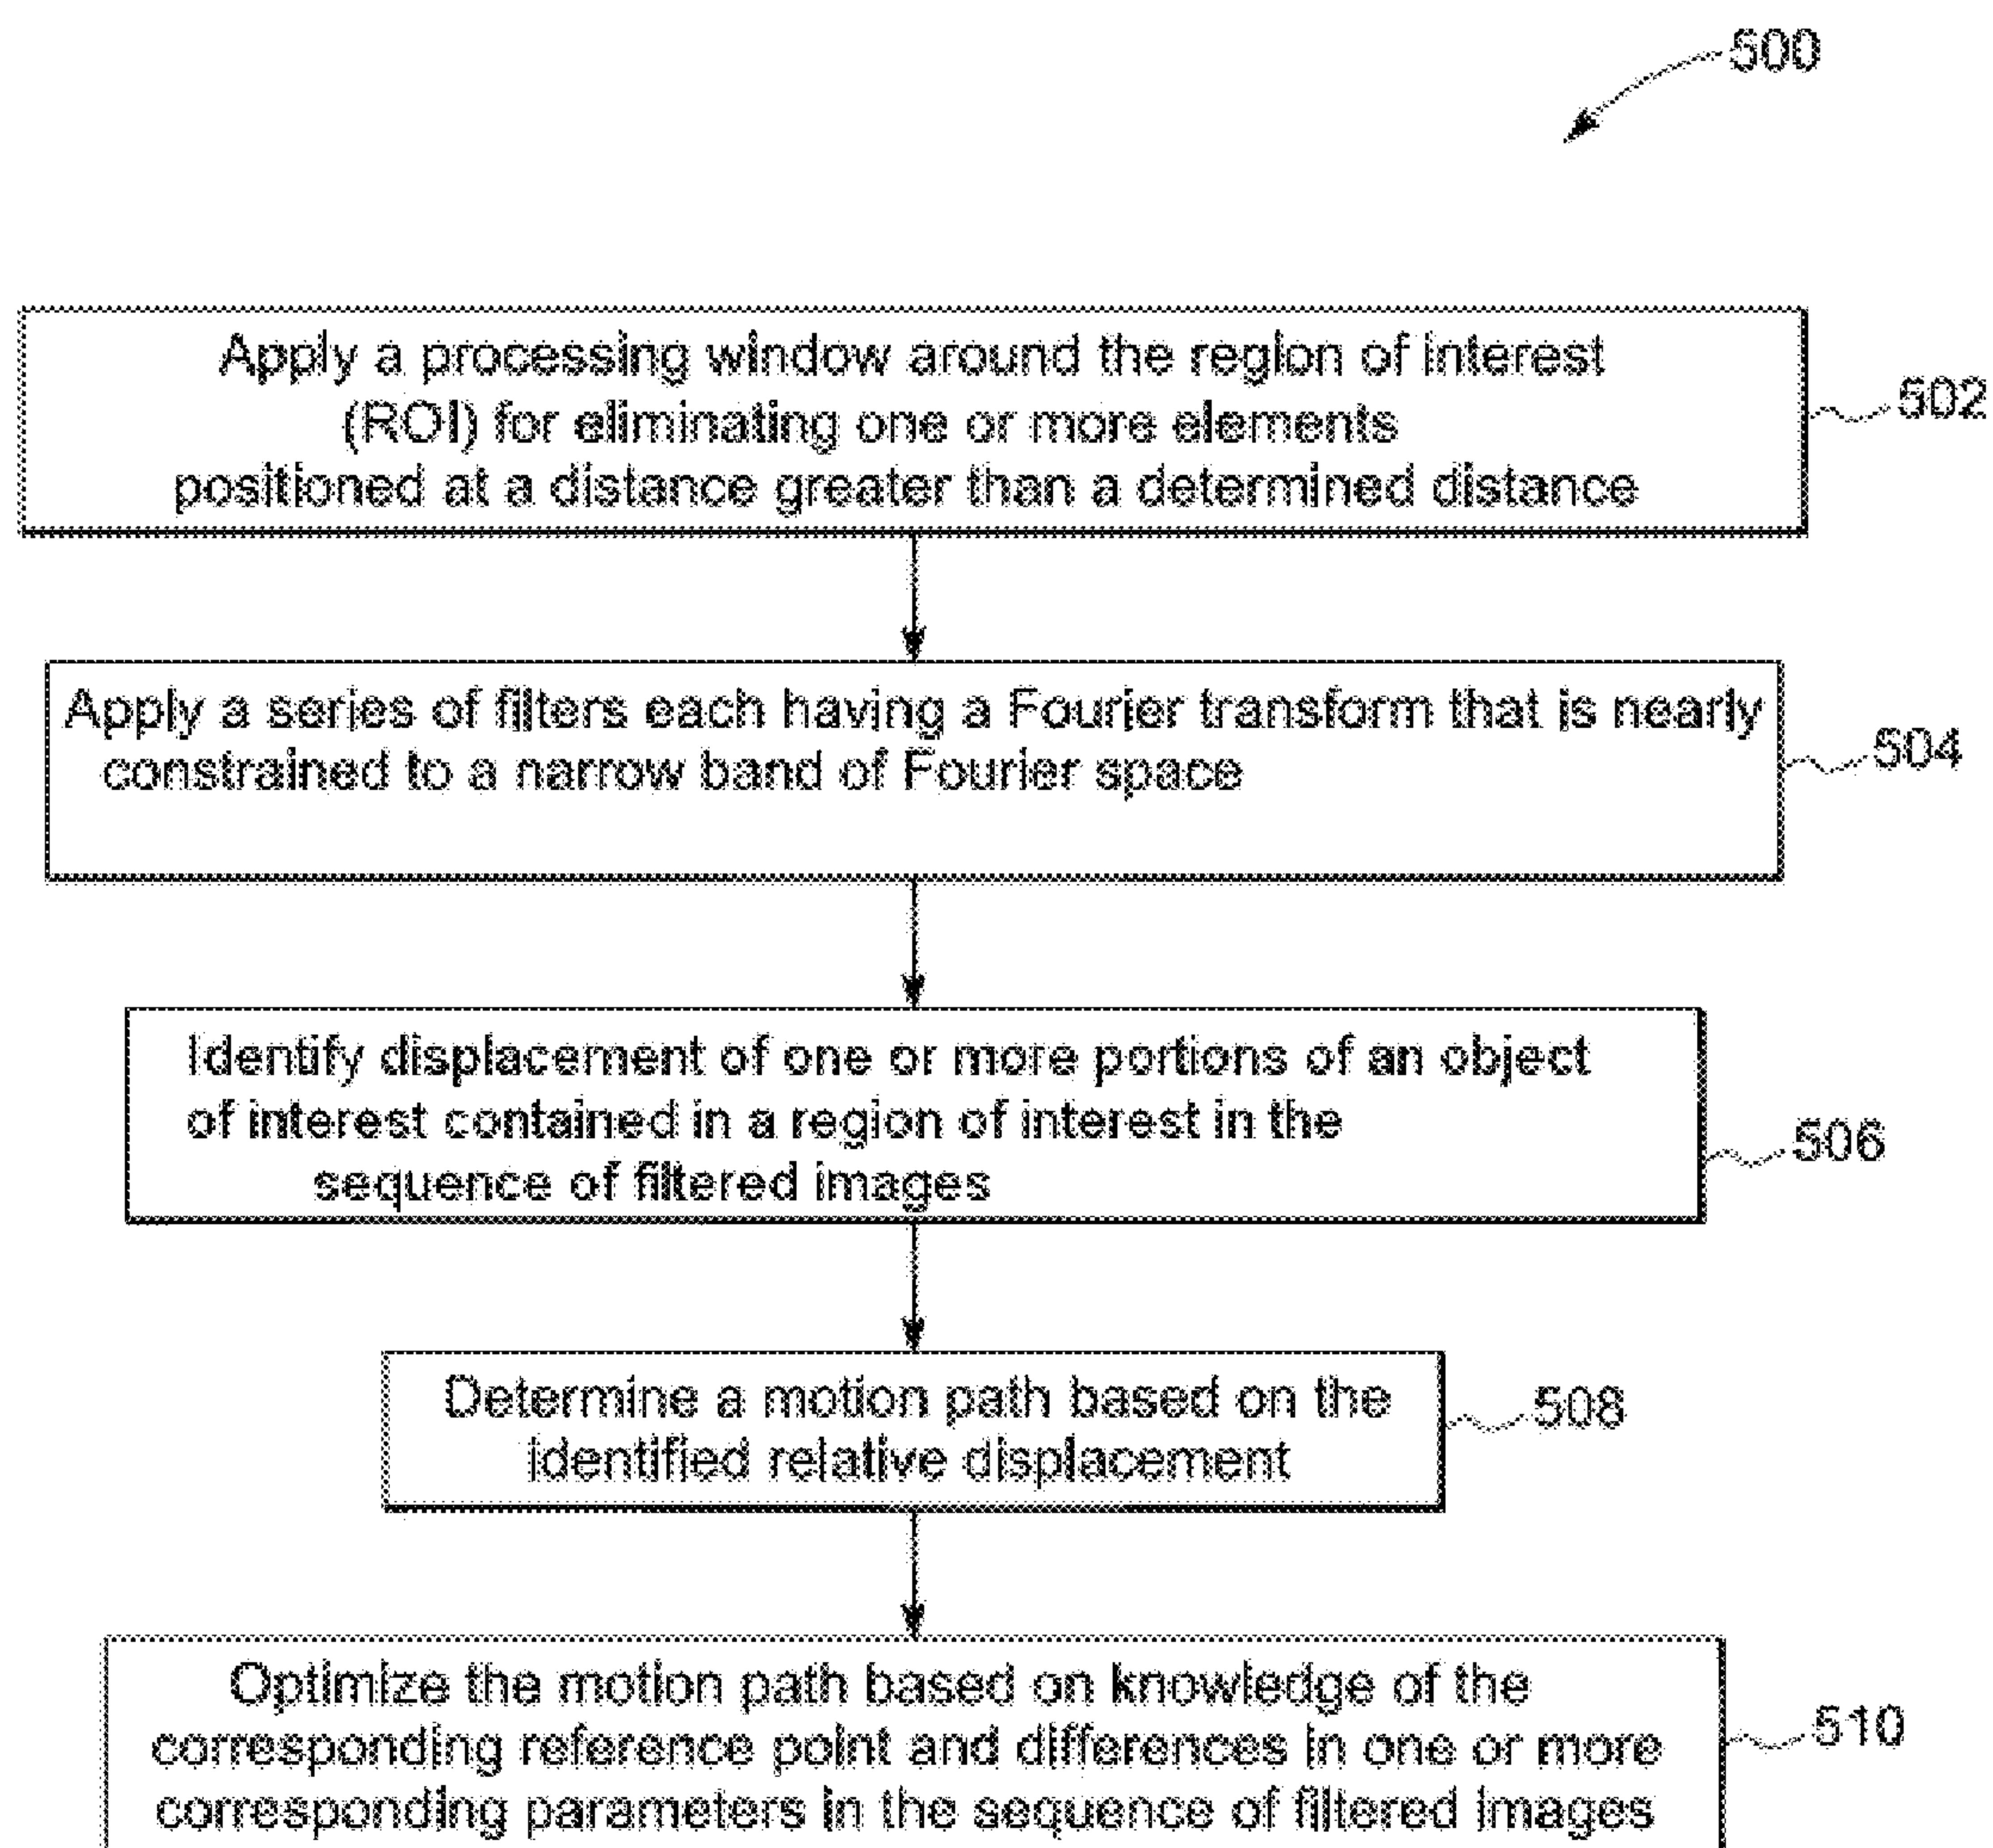 500
Apply a processing window around the region of interest
(ROI) for eliminating one or more elements
positioned at a distance greater than a determined distance
502
Apply a series of filters each having a Fourier transform that is nearly
constrained to a narrow band of Fourier space
504
Identify displacement of one or more portions of an object
of interest contained in a region of interest in the
sequence of filtered images
506
Determine a motion path based on the
identified relative displacement
508
Optimize the motion path based on knowledge of the
corresponding reference point and differences in one or more
corresponding parameters in the sequence of filtered images
510